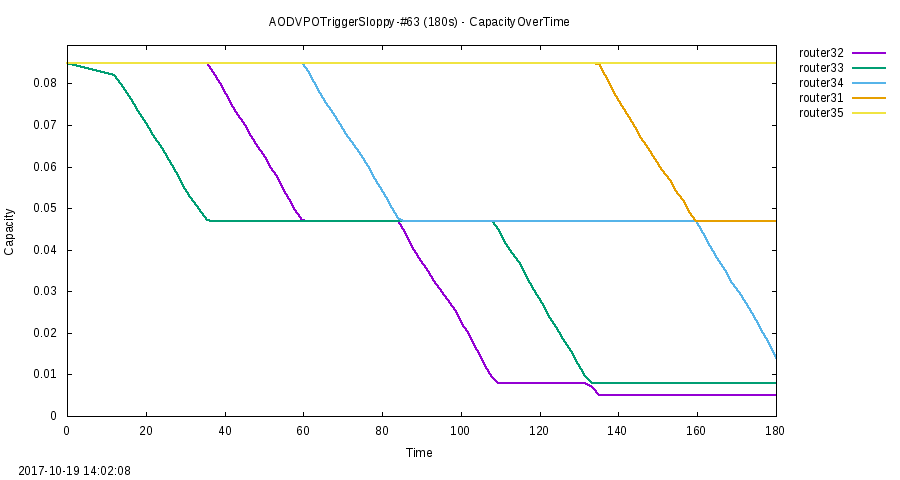 AODVPOTriggerSloppy-#63 (180s) - CapacityOverTime
router32
router33
router34
router31
router35
0.08
0.07
0.06
0.05
0.04
0.03
0.02
0.01
0
Capacity
0 20 40 60 80 100 120 140 160 180
Time
2017-10-19 14:02:08